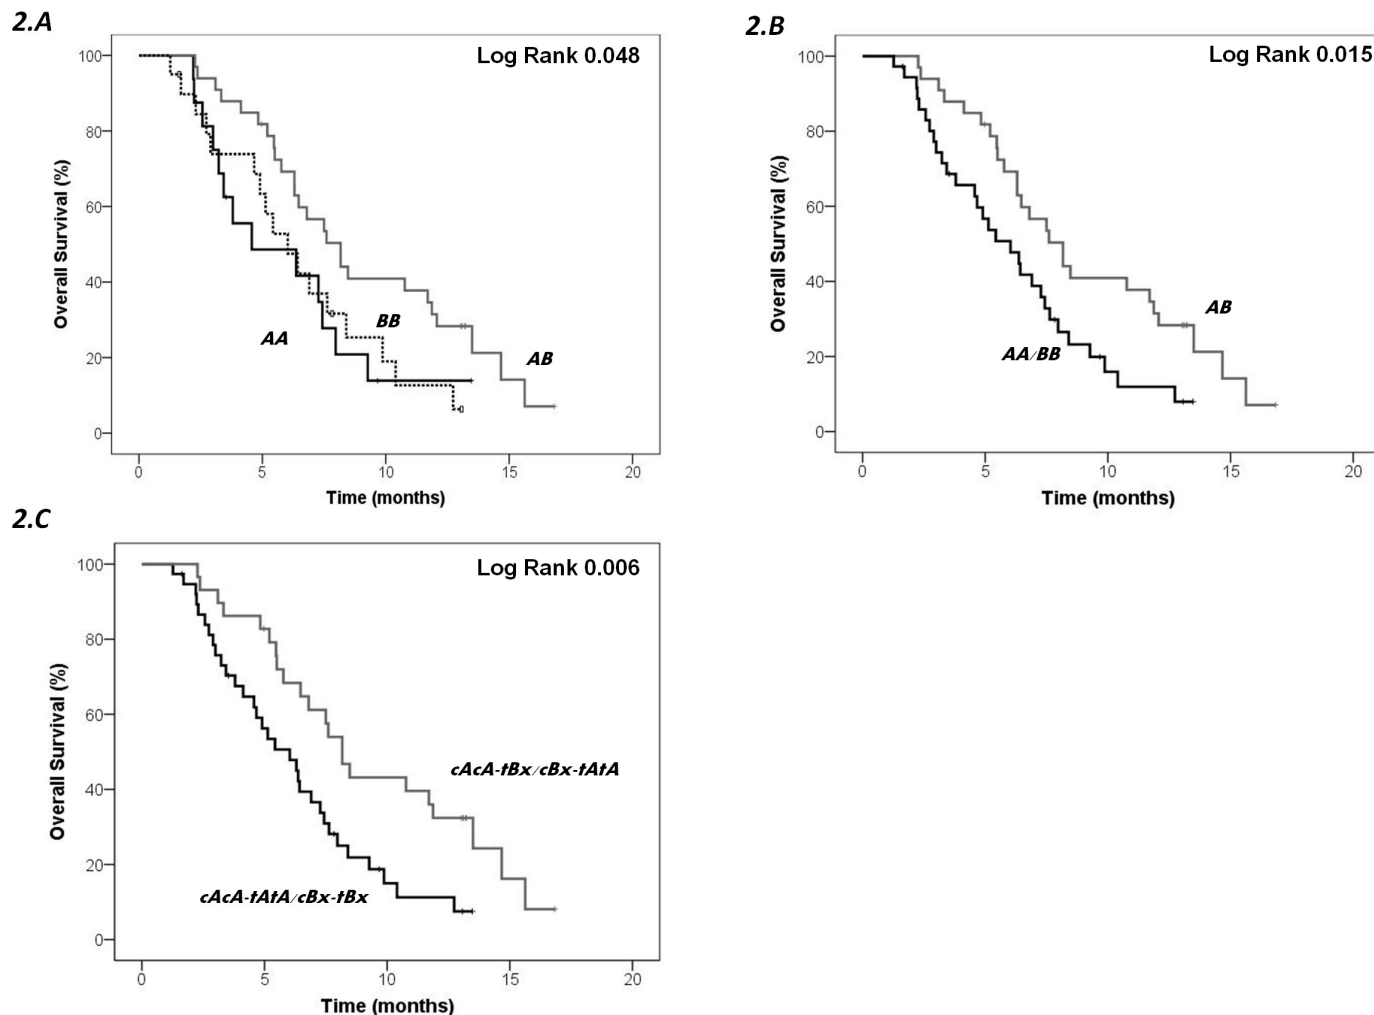 2.A
Log Rank 0.048
Overall Survival (%)
100
80
60
40
20
0
AA
BB
AB
0 5 10 15 20
Time (months)
2.B
Log Rank 0.015
Overall Survival (%)
100
80
60
40
20
0
AB
AA/BB
0 5 10 15 20
Time (months)
2.C
Log Rank 0.006
Overall Survival (%)
100
80
60
40
20
0
cAcA-tBx/cBx-tAtA
cAcA-tAtA/cBx-tBx
0 5 10 15 20
Time (months)